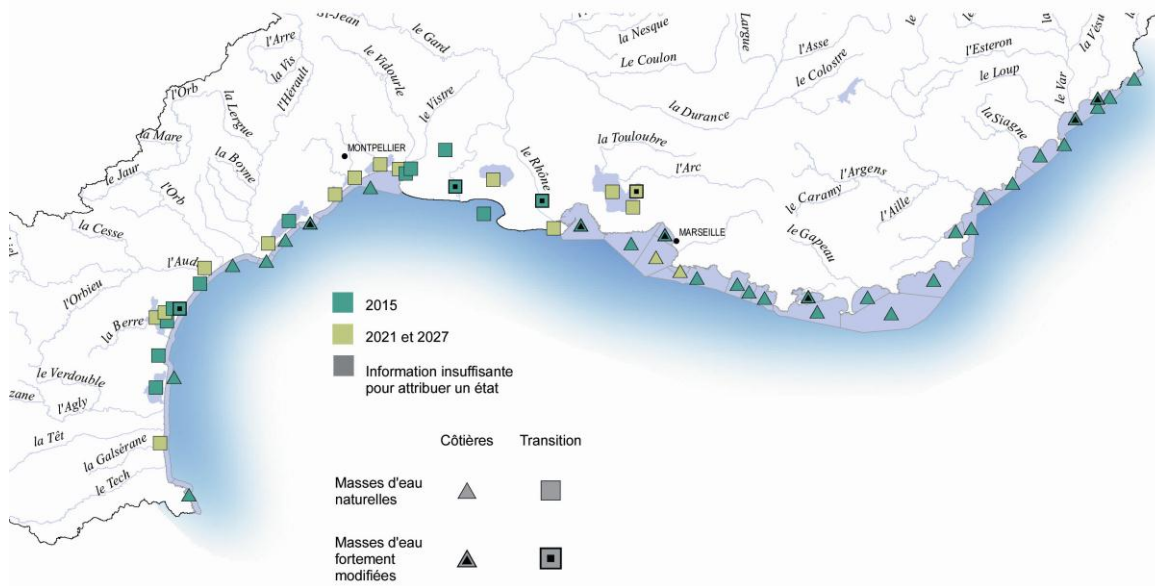 St-Jean
le Gard
la Nesque
Largue
l'Asse
l'Esteron
la Vésu
l'Arre
la Vis
le Vidourle
Le Coulon
le Colostre
le Loup
le Var
l'Orb
l'Hérault
le Vistre
la Durance
la Lergue
la Siagne
la Mare
MONTPELLIER
la Touloubre
le Jaur
la Boyne
le Rhône
l'Arc
l'Argens
l'Orb
le Caramy
l'Aille
la Cesse
MARSEILLE
le Gapeau
l'Aud
l'Orbieu
la Berre
2015
2021 et 2027
Information insuffisante
pour attribuer un état
le Verdouble
zane
l'Agly
la Têt
la Galsérane
le Tech
Côtières Transition
Masses d'eau
naturelles
Masses d'eau
fortement
modifiées